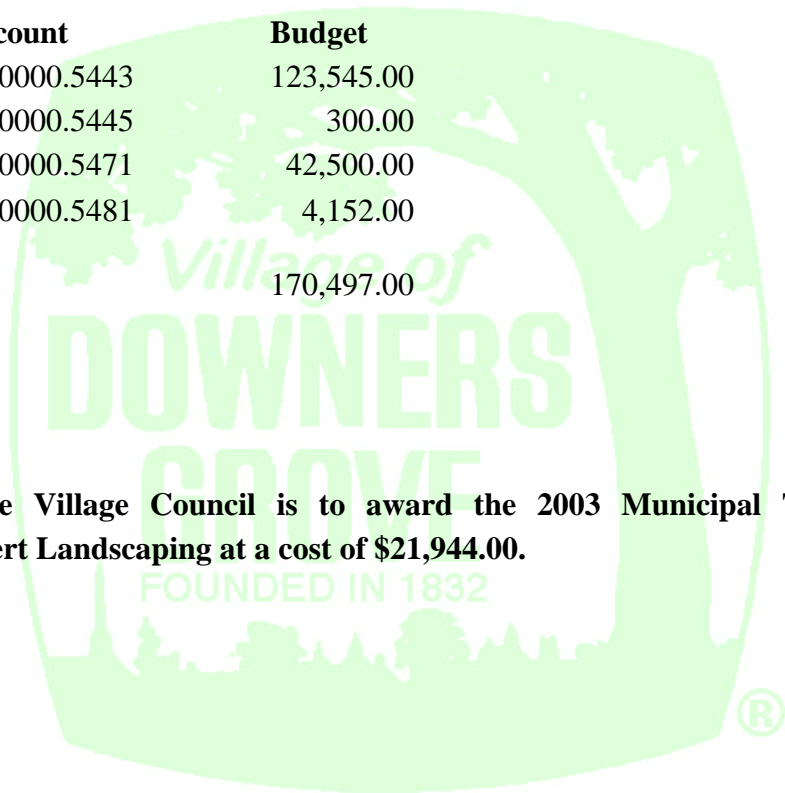 count Budget
0000.5443 123,545.00
0000.5445 300.00
0000.5471 42,500.00
0000.5481 4,152.00
Village of
170,497.00
DOWNERS
GROVE
e Village Council is to award the 2003 Municipal
ert Landscaping at a cost of $21,944.00.
FOUNDED IN 1832
®